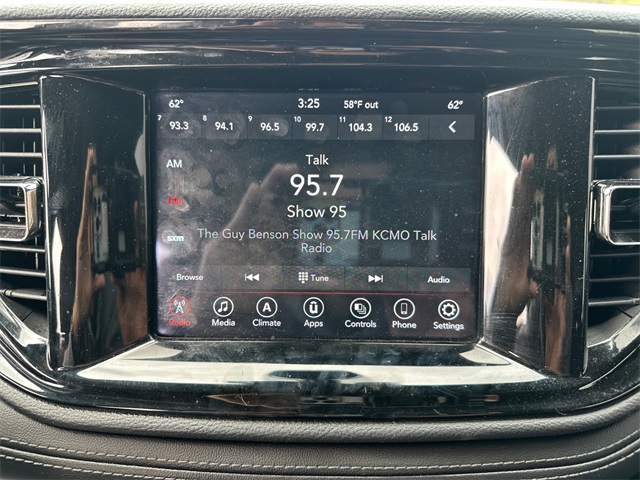 62° 3:25 58°F out 62°
7 93.3 8 94.1 9 96.5 10 99.7 11 104.3 12 106.5
AM
Talk
95.7
FM
Show 95
sxm
The Guy Benson Show 95.7FM KCMO Talk
Radio
Browse Tune Audio
Radio Media Climate Apps Controls Phone Settings